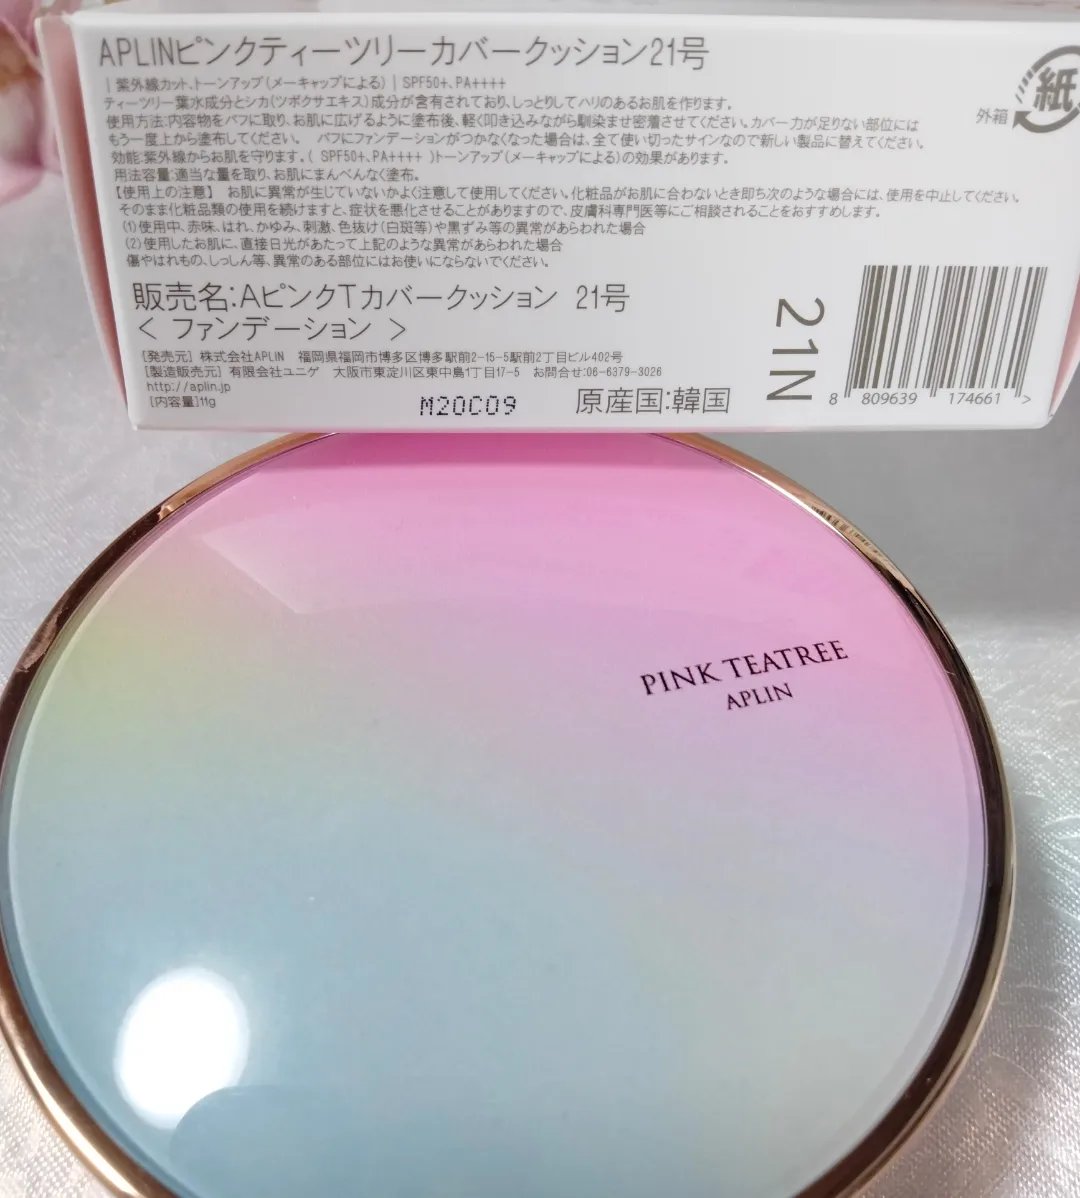 APLINピンクティーツリーカバークッション21号
| 紫外線カット、トーンアップ(メーキャップによる) | SPF50+、PA++++
ティーツリー葉水成分とシカ(ツボクサエキス)成分が含有されており、しっとりしてハリのあるお肌を作ります。
使用方法:内容物をパフに取り、お肌に広げるように塗布後、軽く叩き込みながら馴染ませ密着させてください。カバー力が足りない部位には
もう一度上から塗布してください。 パフにファンデーションがつかなくなった場合は、全て使い切ったサインなので新しい製品に替えてください。
効能:紫外線からお肌を守ります。( SPF50+、PA++++ )トーンアップ(メーキャップによる)の効果があります。
用法容量:適当な量を取り、お肌にまんべんなく塗布。
【使用上の注意】 お肌に異常が生じていないかよく注意して使用してください。化粧品がお肌に合わないとき即ち次のような場合には、使用を中止してください。
そのまま化粧品類の使用を続けますと、症状を悪化させることがありますので、皮膚科専門医等にご相談されることをおすすめします。
(1)使用中、赤味、はれ、かゆみ、刺激、色抜け(白斑等)や黒ずみ等の異常があらわれた場合
(2)使用したお肌に、直接日光があたって上記のような異常があらわれた場合
傷やはれもの、しっしん等、異常のある部位にはお使いにならないでください。
販売名:AピンクTカバークッション 21号
< ファンデーション >
[発売元] 株式会社APLIN 福岡県福岡市博多区博多駅前2-15-5駅前2丁目ビル402号
[製造販売元] 有限会社ユニゲ 大阪市東淀川区東中島1丁目17-5 お問合せ:06-6379-3026
http://aplin.jp
[内容量]11g
M20C09
原産国:韓国
21N
8 809639 174661 >
外箱
紙
PINK TEATREE
APLIN